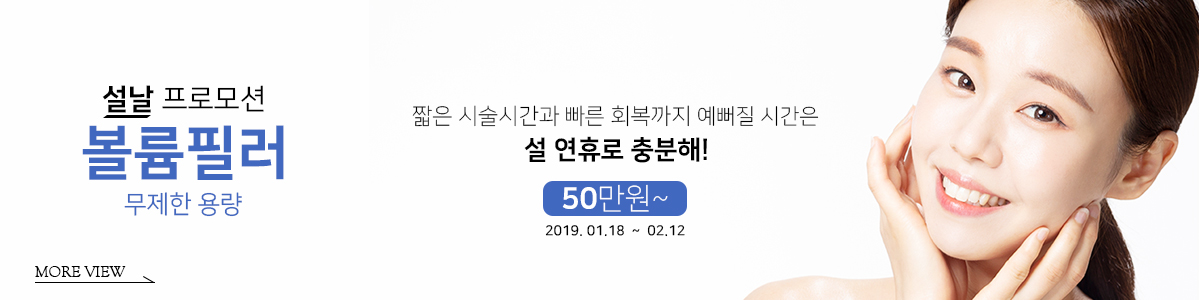 설날 프로모션
볼륨필러
무제한 용량
MORE VIEW
짧은 시술시간과 빠른 회복까지 예뻐질 시간은
설 연휴로 충분해!
50만원~
2019. 01.18 ~ 02.12